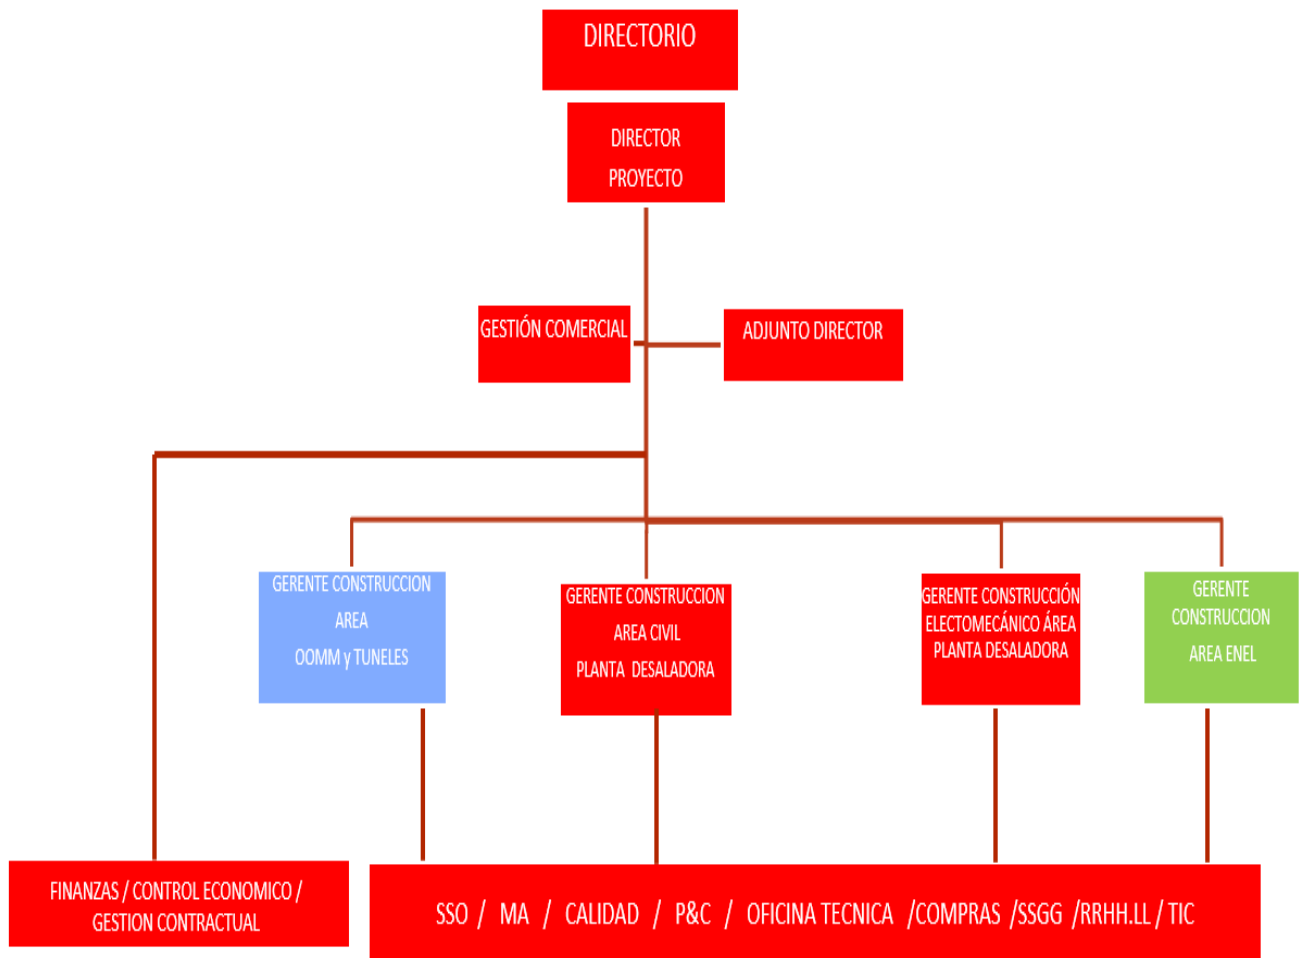 DIRECTORIO
DIRECTOR
PROYECTO
GESTIÓN COMERCIAL
ADJUNTO DIRECTOR
GERENTE CONSTRUCCION
AREA
OOMM y TUNELES
GERENTE CONSTRUCCION
AREA CIVIL
PLANTA DESALADORA
GERENTE CONSTRUCCIÓN
ELECTOMECÁNICO ÁREA
PLANTA DESALADORA
GERENTE
CONSTRUCCION
AREA ENEL
FINANZAS / CONTROL ECONOMICO /
GESTION CONTRACTUAL
SSO / MA / CALIDAD / P&C / OFICINA TECNICA /COMPRAS /SSGG /RRHH.LL / TIC